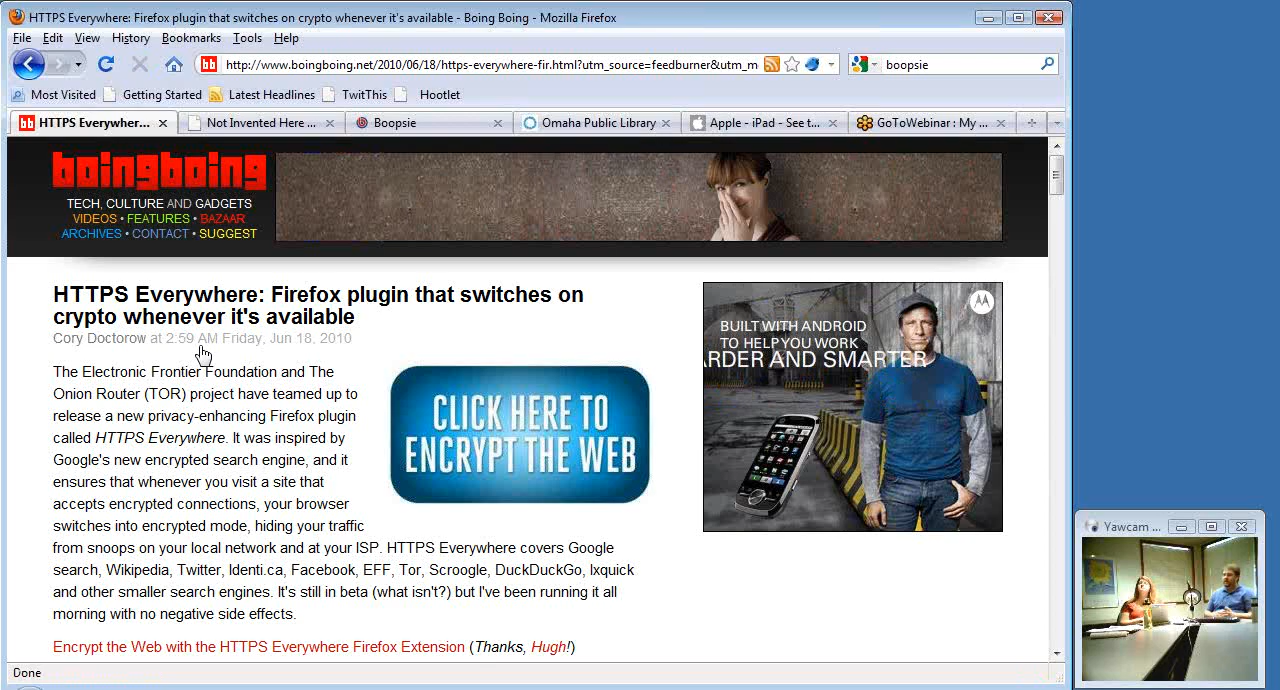 HTTPS Everywhere: Firefox plugin that switches on crypto whenever it's available - Boing Boing - Mozilla Firefox
File Edit View History Bookmarks Tools Help
http://www.boingboing.net/2010/06/18/https-everywhere-fir.html?utm_source=feedburner&utm_m
boopsie
Most Visited Getting Started Latest Headlines TwitThis Hootlet
bb HTTPS Everywher... Not Invented Here ... Boopsie Omaha Public Library Apple - iPad - See t... GoToWebinar : My ...
boingboing
TECH, CULTURE AND GADGETS
VIDEOS • FEATURES • BAZAAR
ARCHIVES • CONTACT • SUGGEST
HTTPS Everywhere: Firefox plugin that switches on
crypto whenever it's available
Cory Doctorow at 2:59 AM Friday, Jun 18, 2010
The Electronic Frontier Foundation and The
Onion Router (TOR) project have teamed up to
release a new privacy-enhancing Firefox plugin
called HTTPS Everywhere. It was inspired by
Google's new encrypted search engine, and it
ensures that whenever you visit a site that
accepts encrypted connections, your browser
switches into encrypted mode, hiding your traffic
from snoops on your local network and at your ISP. HTTPS Everywhere covers Google
search, Wikipedia, Twitter, Identi.ca, Facebook, EFF, Tor, Scroogle, DuckDuckGo, Ixquick
and other smaller search engines. It's still in beta (what isn't?) but I've been running it all
morning with no negative side effects.
Encrypt the Web with the HTTPS Everywhere Firefox Extension (Thanks, Hugh!)
CLICK HERE TO
ENCRYPT THE WEB
BUILT WITH ANDROID
TO HELP YOU WORK
ARDER AND SMARTER
Yawcam ...
Done